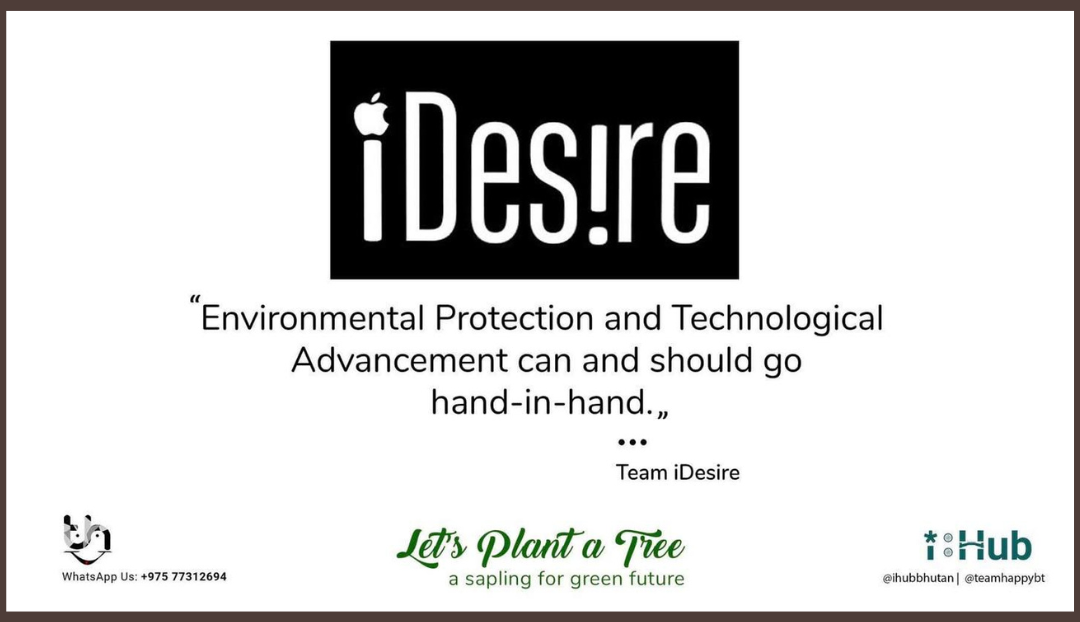 iDes!re
“Environmental Protection and Technological
Advancement can and should go
hand-in-hand.„
•••
Team iDesire
th
WhatsApp Us: +975 77312694
Let's Plant a Tree
a sapling for green future
i:Hub
@ihubbhutan | @teamhappybt